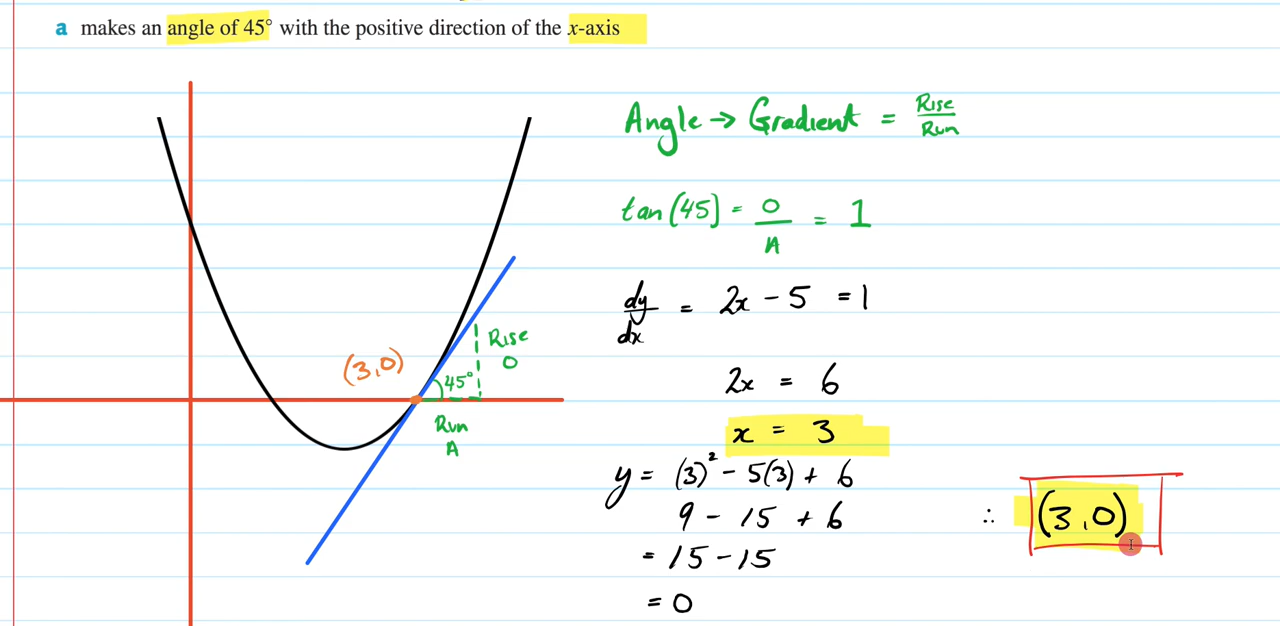 a makes an angle of 45° with the positive direction of the x-axis
Angle → Gradient = Rise/Run
tan(45) = O/A = 1
dy/dx = 2x - 5 = 1
2x = 6
x = 3
y = (3)² - 5(3) + 6
9 - 15 + 6
= 15 - 15
= 0
∴ (3,0)
(3,0)
45°
Rise
O
Run
A